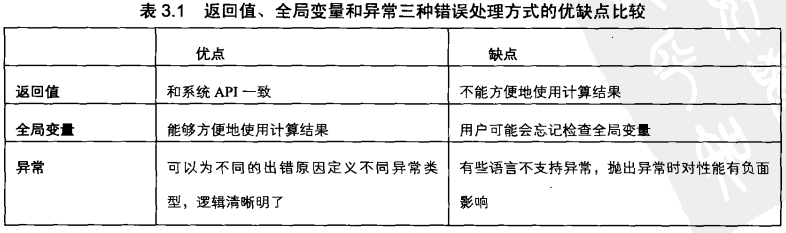 表 3.1 返回值、全局变量和异常三种错误处理方式的优缺点比较
优点 缺点
返回值 和系统 API 一致 不能方便地使用计算结果
全局变量 能够方便地使用计算结果 用户可能会忘记检查全局变量
异常 可以为不同的出错原因定义不同异常类 有些语言不支持异常，抛出异常时对性能有负面
型，逻辑清晰明了 影响